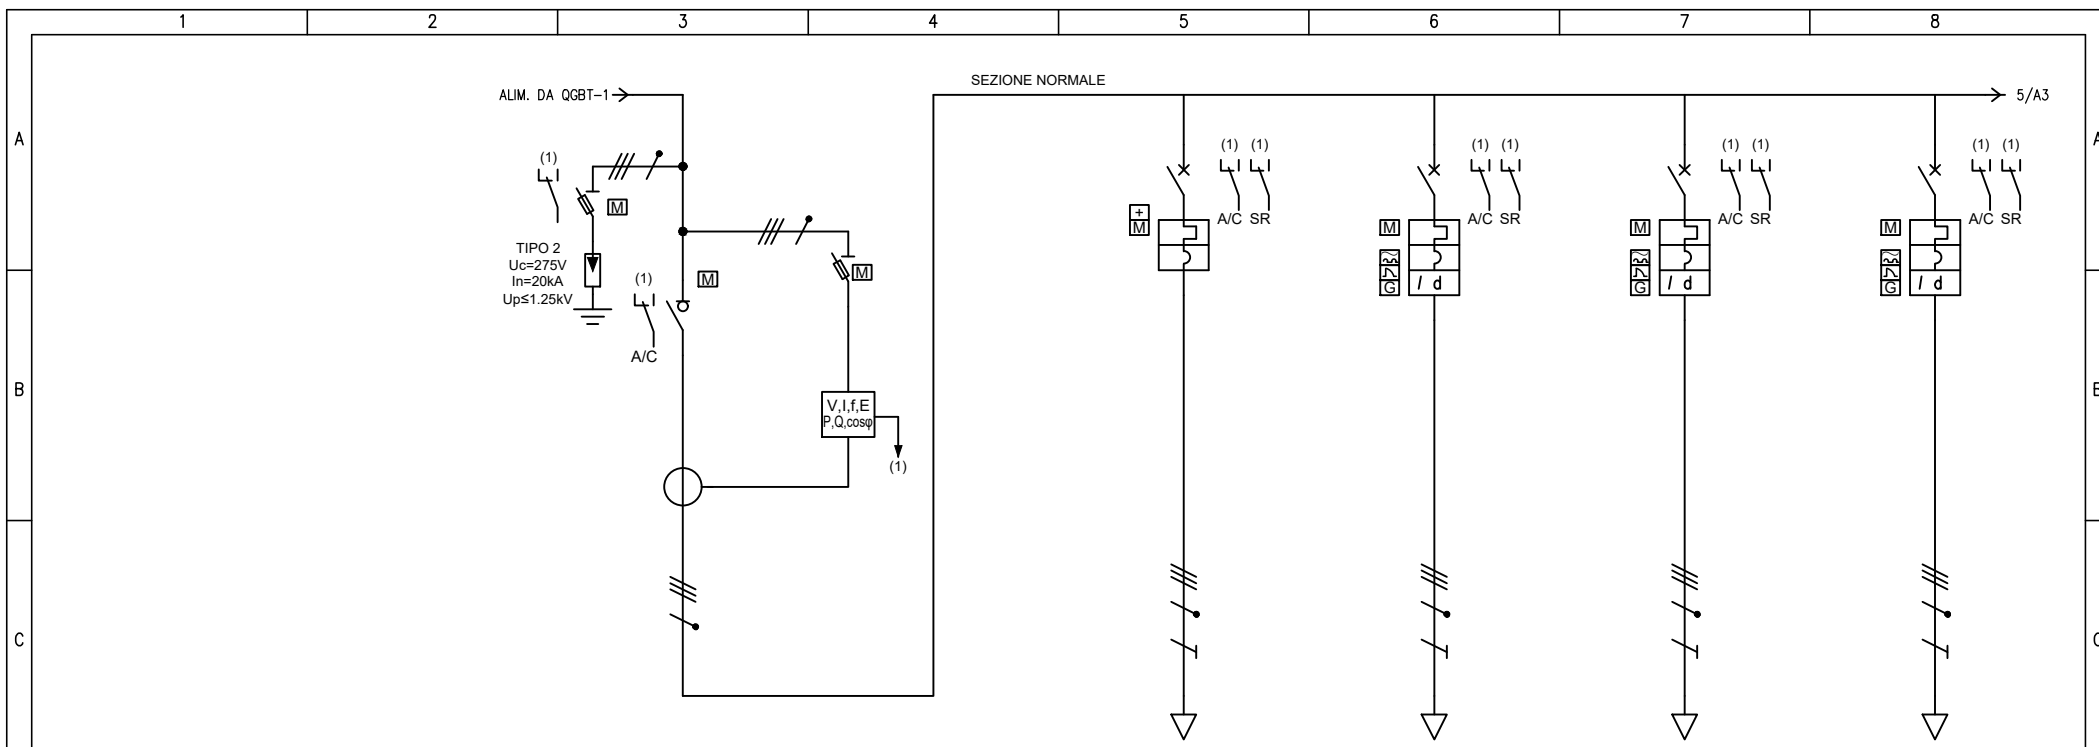 1 2 3 4 5 6 7 8
SEZIONE NORMALE
ALIM. DA QGBT-1
5/A3
A A
(1)
(1) (1)
(1) (1)
(1) (1)
(1) (1)
M
A/C SR
A/C SR
A/C SR
A/C SR
+
M
M
M
M
TIPO 2
Uc=275V
In=20kA
Up≤1.25kV
M
M
(1)
G
I d
G
I d
G
I d
A/C
B B
V,I,f,E
P,Q,cosφ
(1)
C C